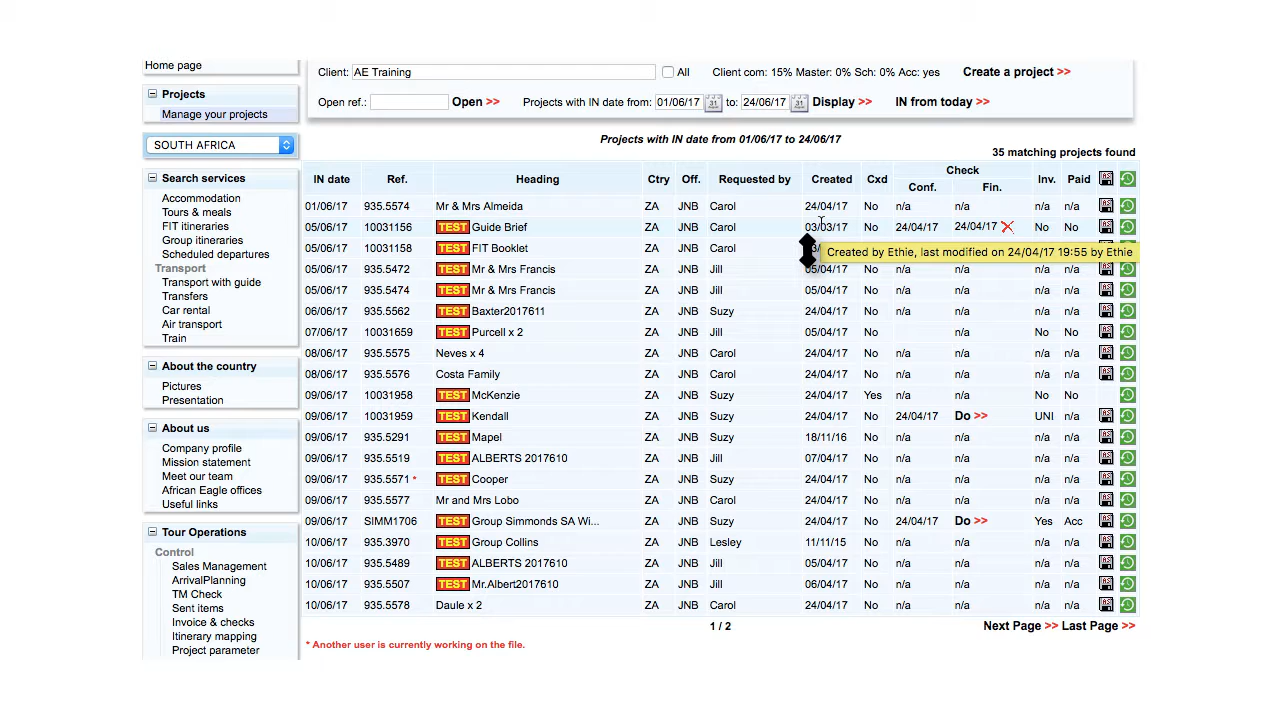 Home page
Projects
Manage your projects
SOUTH AFRICA
Search services
Accommodation
Tours & meals
FIT itineraries
Group itineraries
Scheduled departures
Transport
Transport with guide
Transfers
Car rental
Air transport
Train
About the country
Pictures
Presentation
About us
Company profile
Mission statement
Meet our team
African Eagle offices
Useful links
Tour Operations
Control
Sales Management
ArrivalPlanning
TM Check
Sent items
Invoice & checks
Itinerary mapping
Project parameter
Client: AE Training All Client com: 15% Master: 0% Sch: 0% Acc: yes Create a project >>
Open ref.: Open >> Projects with IN date from: 01/06/17 31 to: 24/06/17 31 Display >> IN from today >>
Projects with IN date from 01/06/17 to 24/06/17
35 matching projects found
IN date Ref. Heading Ctry Off. Requested by Created Cxd Check Conf. Fin. Inv. Paid
01/06/17 935.5574 Mr & Mrs Almeida ZA JNB Carol 24/04/17 No n/a n/a n/a n/a
05/06/17 10031158 TEST Guide Brief ZA JNB Carol 03/03/17 No 24/04/17 24/04/17 No No
05/06/17 10031158 TEST FIT Booklet ZA JNB Carol
Created by Ethie, last modified on 24/04/17 19:55 by Ethie
05/06/17 935.5472 TEST Mr & Mrs Francis ZA JNB Jill 05/04/17 No n/a n/a n/a n/a
05/06/17 935.5474 TEST Mr & Mrs Francis ZA JNB Jill 05/04/17 No n/a n/a n/a n/a
06/06/17 935.5562 TEST Baxter2017611 ZA JNB Suzy 24/04/17 No n/a n/a n/a n/a
07/06/17 10031659 TEST Purcell x 2 ZA JNB Jill 05/04/17 No No No
08/06/17 935.5575 Neves x 4 ZA JNB Carol 24/04/17 No n/a n/a n/a n/a
08/06/17 935.5576 Costa Family ZA JNB Carol 24/04/17 No n/a n/a n/a n/a
09/06/17 10031958 TEST McKenzie ZA JNB Suzy 24/04/17 Yes n/a n/a No No
09/06/17 10031959 TEST Kendall ZA JNB Suzy 24/04/17 No 24/04/17 Do >> UNI n/a
09/06/17 935.5291 TEST Mapel ZA JNB Suzy 18/11/16 No n/a n/a n/a n/a
09/06/17 935.5519 TEST ALBERTS 2017610 ZA JNB Jill 07/04/17 No n/a n/a n/a n/a
09/06/17 935.5571 * TEST Cooper ZA JNB Suzy 24/04/17 No n/a n/a n/a n/a
09/06/17 935.5577 Mr and Mrs Lobo ZA JNB Carol 24/04/17 No n/a n/a n/a n/a
09/06/17 SIMM1706 TEST Group Simmonds SA Wi... ZA JNB Suzy 24/04/17 No 24/04/17 Do >> Yes Acc
10/06/17 935.3970 TEST Group Collins ZA JNB Lesley 11/11/15 No n/a n/a n/a n/a
10/06/17 935.5489 TEST ALBERTS 2017610 ZA JNB Jill 05/04/17 No n/a n/a n/a n/a
10/06/17 935.5507 TEST Mr.Albert2017610 ZA JNB Jill 06/04/17 No n/a n/a n/a n/a
10/06/17 935.5578 Daule x 2 ZA JNB Carol 24/04/17 No n/a n/a n/a n/a
1 / 2 Next Page >> Last Page >>
* Another user is currently working on the file.